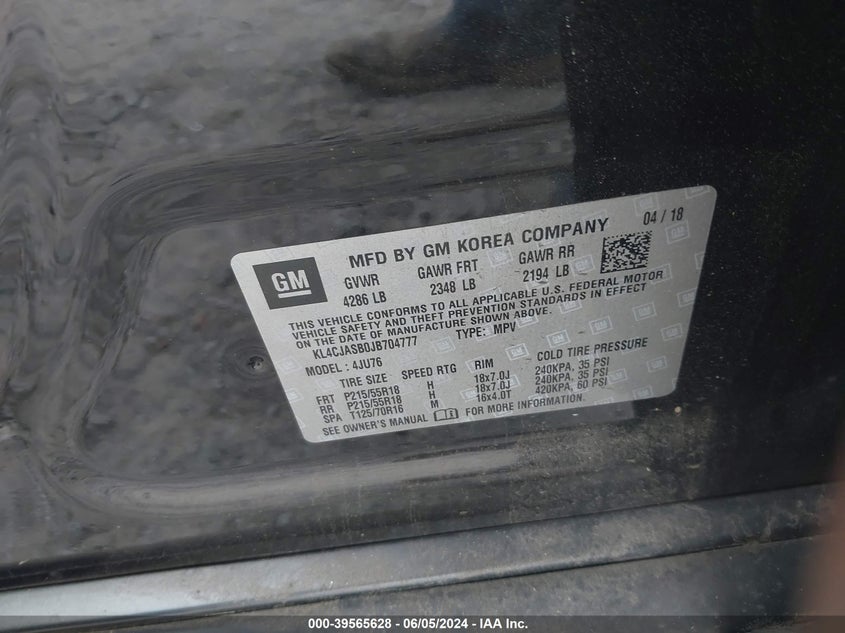 GM
MFD BY GM KOREA COMPANY 04 / 18
GVWR GAWR FRT GAWR RR
4286 LB 2348 LB 2194 LB
THIS VEHICLE CONFORMS TO ALL APPLICABLE U.S. FEDERAL MOTOR
VEHICLE SAFETY AND THEFT PREVENTION STANDARDS IN EFFECT
ON THE DATE OF MANUFACTURE SHOWN ABOVE.
KL4CJASB0JB704777 TYPE: MPV
MODEL: 4JU76
TIRE SIZE SPEED RTG RIM COLD TIRE PRESSURE
FRT P215/55R18 H 18x7.0J 240KPA, 35 PSI
RR P215/55R18 H 18x7.0J 240KPA, 35 PSI
SPA T125/70R16 M 16x4.0T 420KPA, 60 PSI
SEE OWNER'S MANUAL FOR MORE INFORMATION.
000-39565628 - 06/05/2024 - IAA Inc.